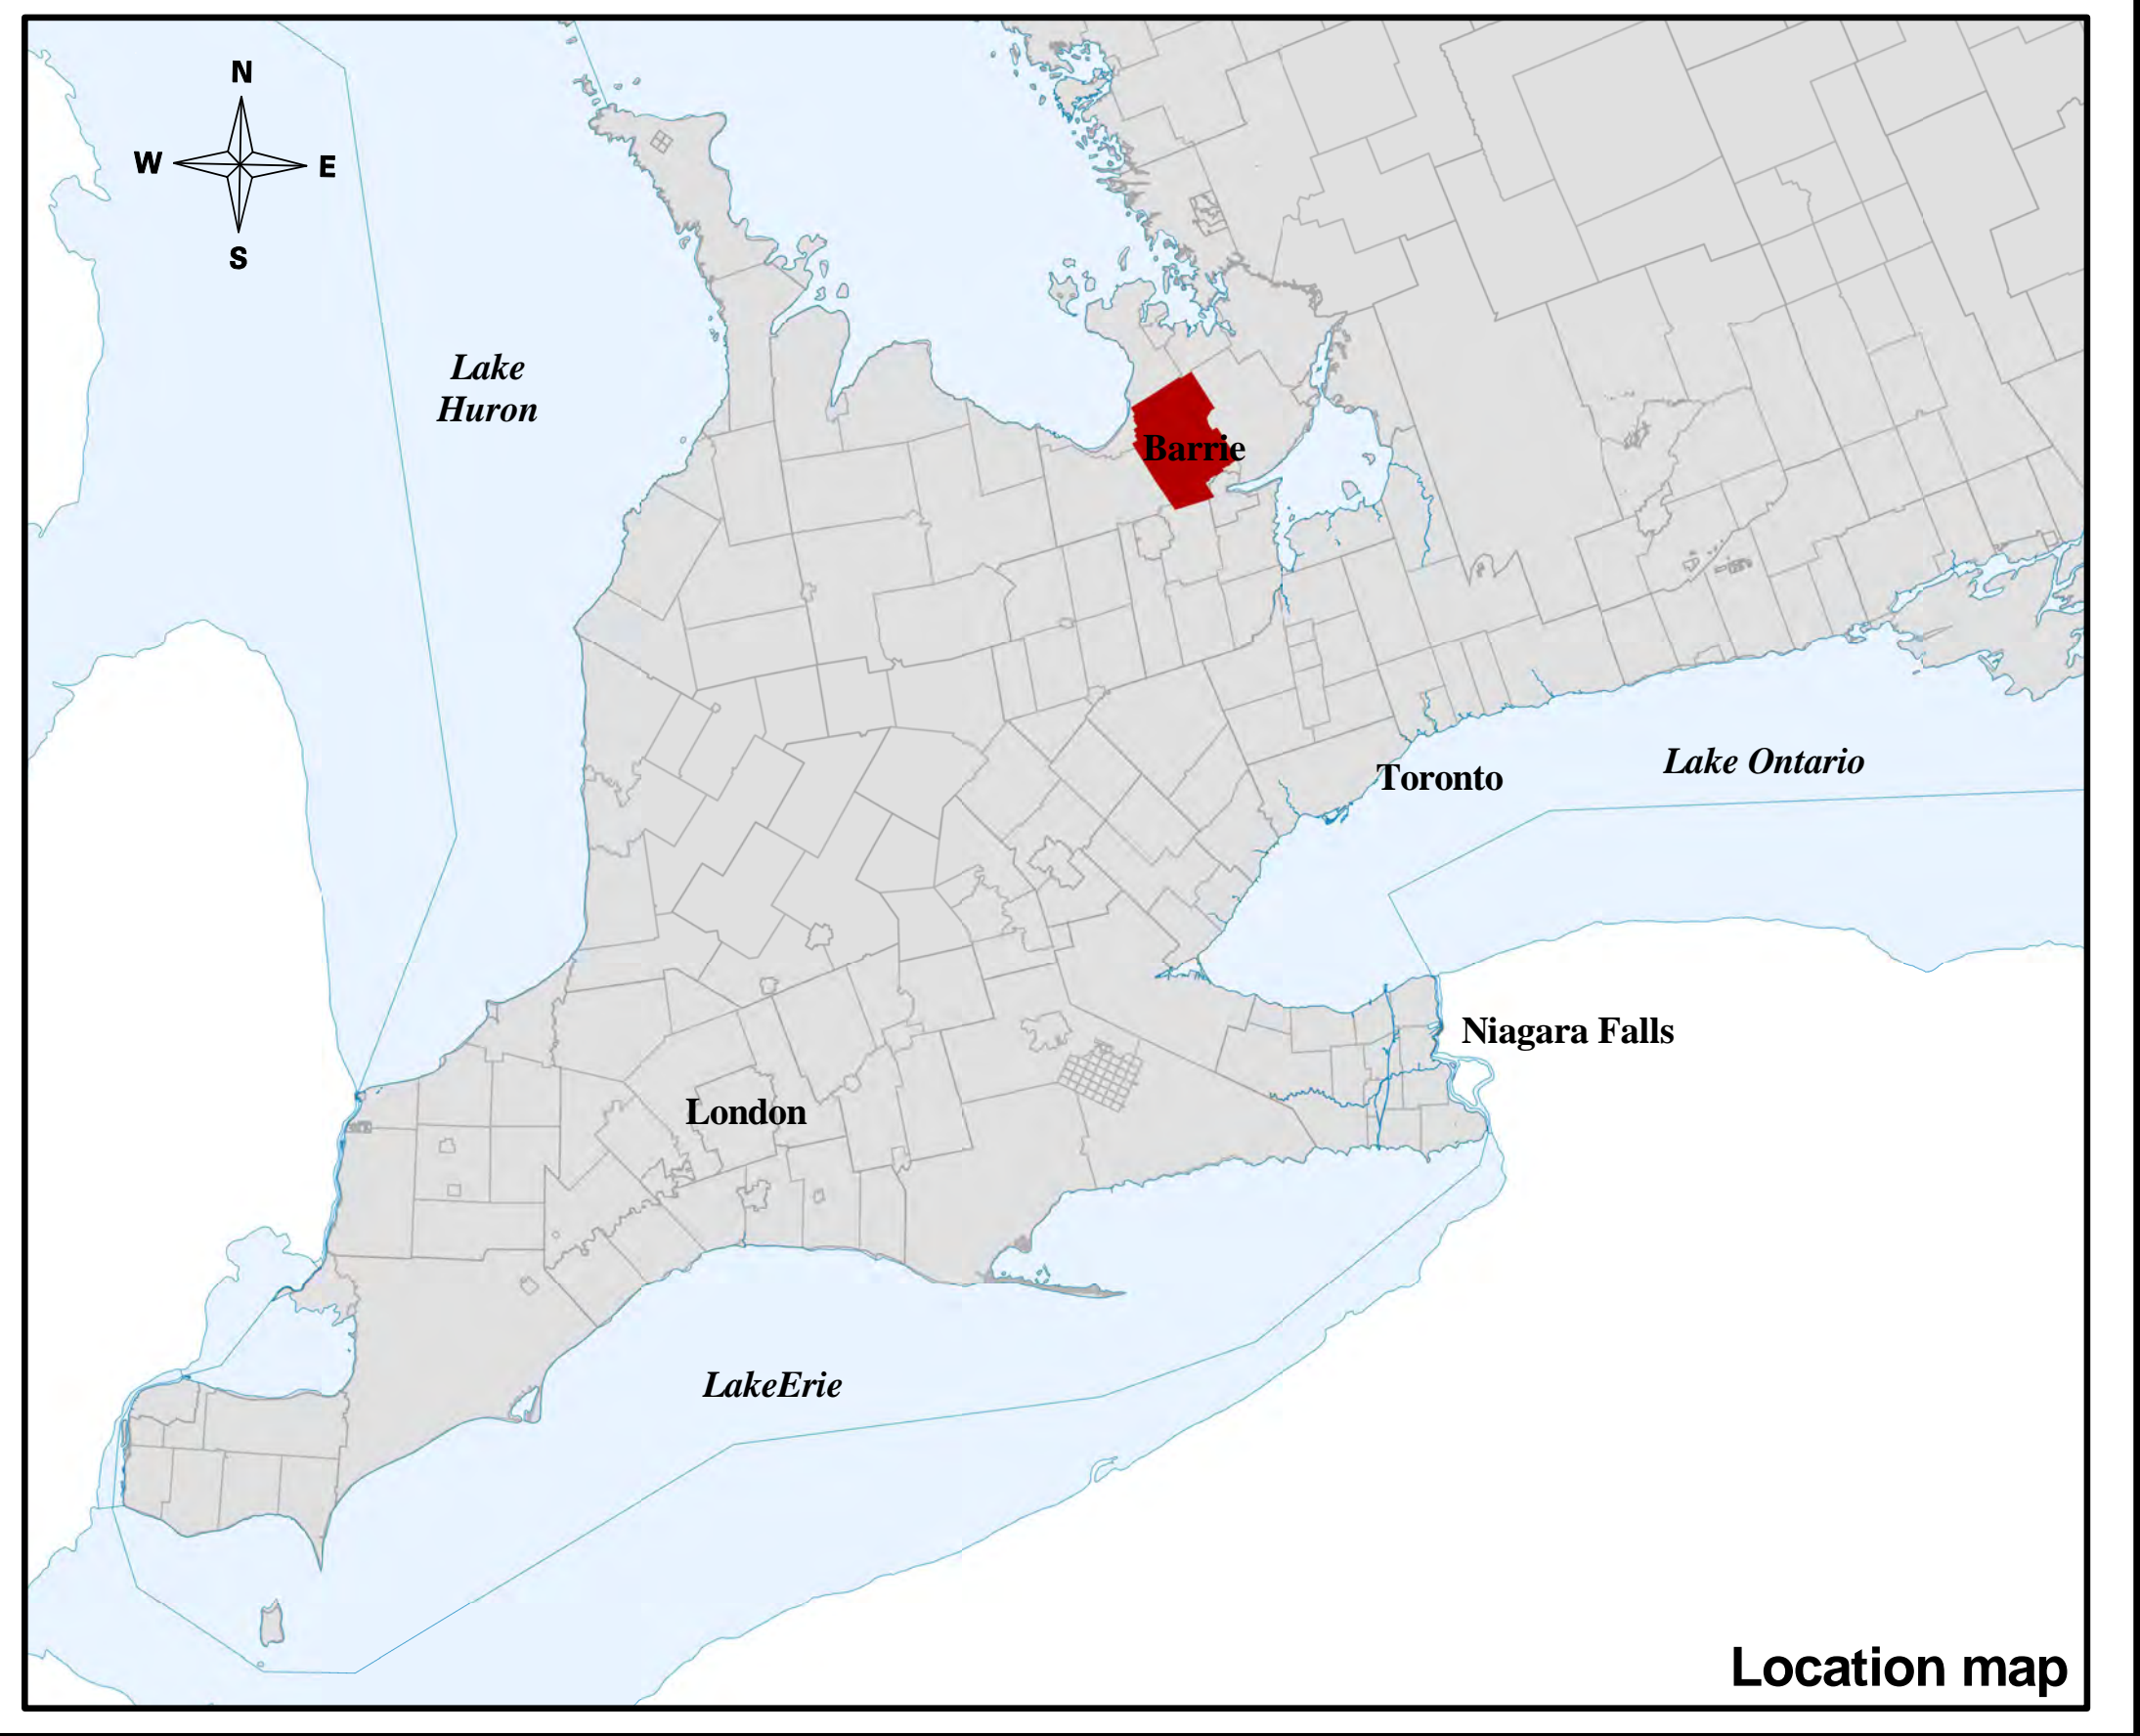 N
W
E
S
Lake
Huron
Barrie
Toronto
Lake Ontario
Niagara Falls
London
LakeErie
Location map